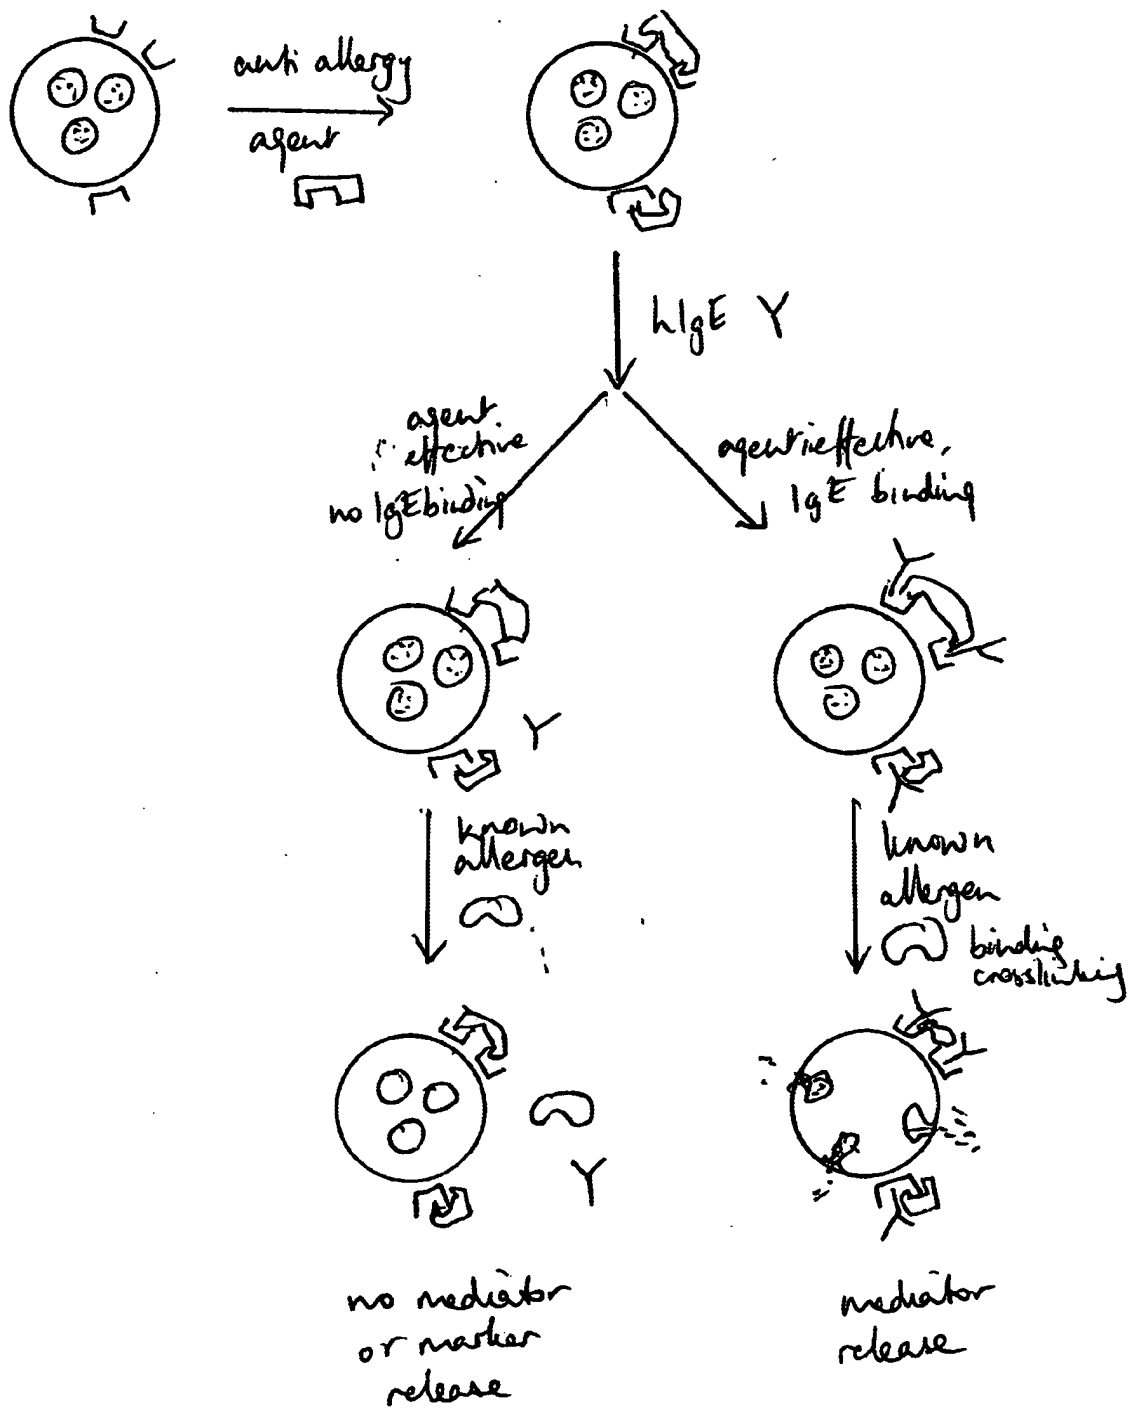 anti allergy
agent
hIgE Y
agent
effective
no IgE binding
agent ieffective,
IgE binding
known
allergen
known
allergen
binding
crosslinking
no mediator
or marker
release
mediator
release